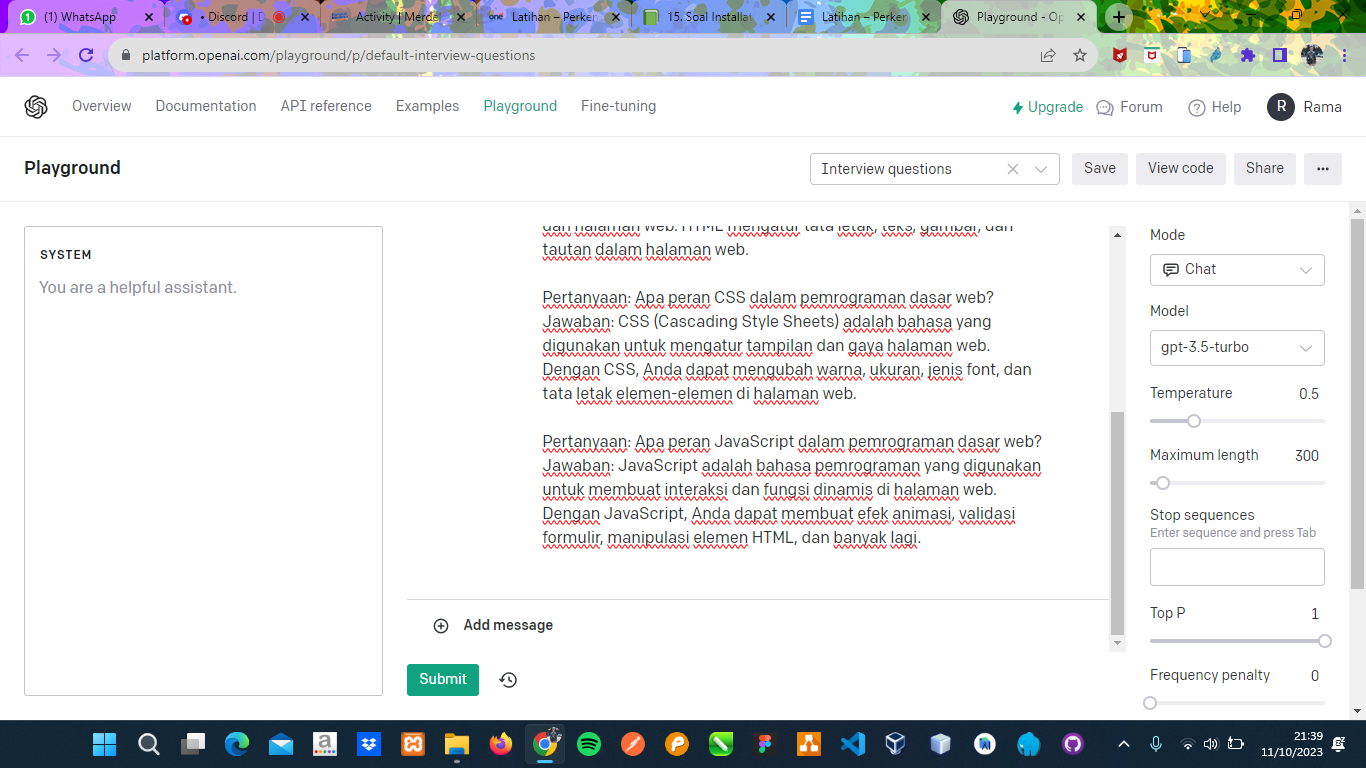 (1) WhatsApp
• Discord | D
Activity | Merde
Latihan – Perken
15. Soal Installat
Latihan – Perken
Playground - Op
platform.openai.com/playground/p/default-interview-questions
Overview
Documentation
API reference
Examples
Playground
Fine-tuning
Upgrade
Forum
Help
R
Rama
Playground
Interview questions
Save
View code
Share
SYSTEM
You are a helpful assistant.
dan halaman web. HTML mengatur tata letak, teks, gambar, dan
tautan dalam halaman web.
Pertanyaan: Apa peran CSS dalam pemrograman dasar web?
Jawaban: CSS (Cascading Style Sheets) adalah bahasa yang
digunakan untuk mengatur tampilan dan gaya halaman web.
Dengan CSS, Anda dapat mengubah warna, ukuran, jenis font, dan
tata letak elemen-elemen di halaman web.
Pertanyaan: Apa peran JavaScript dalam pemrograman dasar web?
Jawaban: JavaScript adalah bahasa pemrograman yang digunakan
untuk membuat interaksi dan fungsi dinamis di halaman web.
Dengan JavaScript, Anda dapat membuat efek animasi, validasi
formulir, manipulasi elemen HTML, dan banyak lagi.
Add message
Submit
Mode
Chat
Model
gpt-3.5-turbo
Temperature 0.5
Maximum length 300
Stop sequences
Enter sequence and press Tab
Top P 1
Frequency penalty 0
21:39
11/10/2023